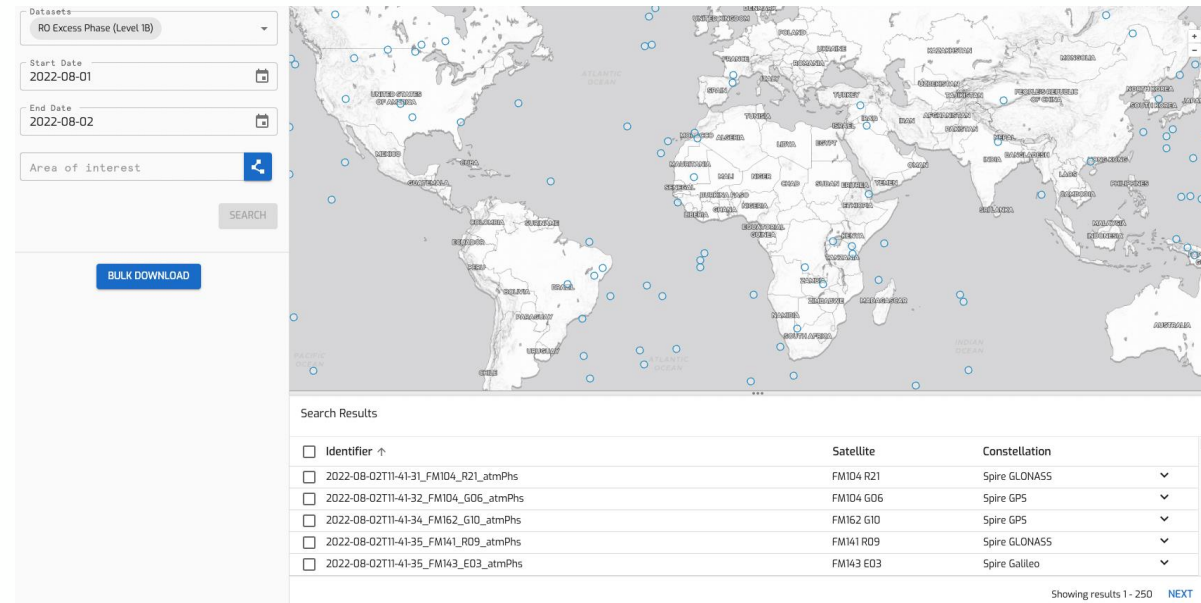 Datasets
RO Excess Phase (Level 1B)
Start Date
2022-08-01
End Date
2022-08-02
Area of interest
SEARCH
BULK DOWNLOAD
DENMARK
UNITED KINGDOM
POLAND
UKRAINE
KAZAKHSTAN
MONGOLIA
FRANCE
ROMANIA
ATLANTIC
OCEAN
ITALY
SPAIN
TURKEY
UZBEKISTAN
TAJIKISTAN
PEOPLE'S REPUBLIC
OF CHINA
NORTH KOREA
SOUTH KOREA
UNITED STATES
OF AMERICA
TUNISIA
ISRAEL
IRAQ
IRAN
AFGHANISTAN
PAKISTAN
NEPAL
MOROCCO
ALGERIA
LIBYA
EGYPT
MEXICO
CUBA
MAURITANIA
OMAN
INDIA
BANGLADESH
HONG KONG
LAOS
GUATEMALA
SENEGAL
MALI
NIGER
CHAD
SUDAN
ERITREA
YEMEN
PHILIPPINES
BURKINA FASO
CAMBODIA
GHANA
NIGERIA
ETHIOPIA
SRI LANKA
LIBERIA
COLOMBIA
SURINAME
EQUATORIAL
GUINEA
MALAYSIA
ECUADOR
KENYA
INDONESIA
TANZANIA
PERU
BRAZIL
ZAMBIA
BOLIVIA
ZIMBABWE
MADAGASCAR
PARAGUAY
NAMIBIA
AUSTRALIA
SOUTH AFRICA
URUGUAY
PACIFIC
OCEAN
ATLANTIC
OCEAN
INDIAN
OCEAN
CHILE
Search Results
Identifier ↑ Satellite Constellation
2022-08-02T11-41-31_FM104_R21_atmPhs FM104 R21 Spire GLONASS
2022-08-02T11-41-32_FM104_G06_atmPhs FM104 G06 Spire GPS
2022-08-02T11-41-34_FM162_G10_atmPhs FM162 G10 Spire GPS
2022-08-02T11-41-35_FM141_R09_atmPhs FM141 R09 Spire GLONASS
2022-08-02T11-41-35_FM143_E03_atmPhs FM143 E03 Spire Galileo
Showing results 1 - 250 NEXT